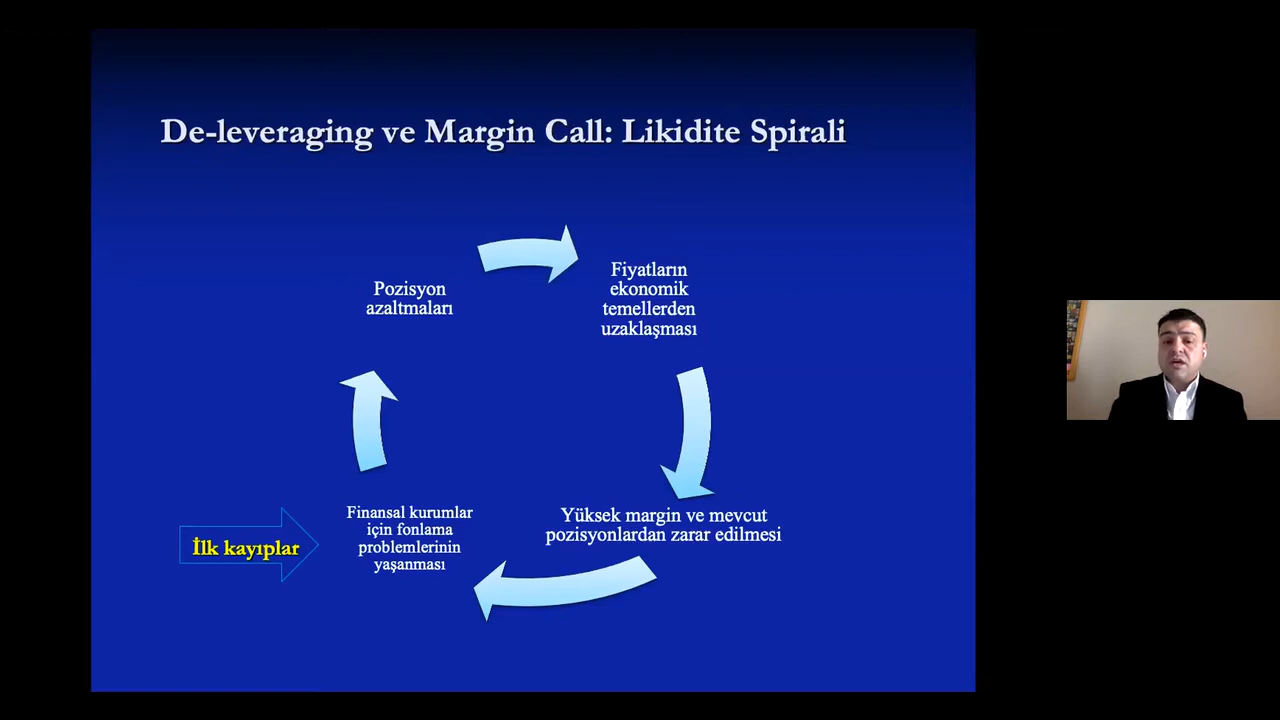 De-leveraging ve Margin Call: Likidite Spirali
Pozisyon
azaltmaları
Fiyatların
ekonomik
temellerden
uzaklaşması
Yüksek margin ve mevcut
pozisyonlardan zarar edilmesi
Finansal kurumlar
için fonlama
problemlerinin
yaşanması
İlk kayıplar